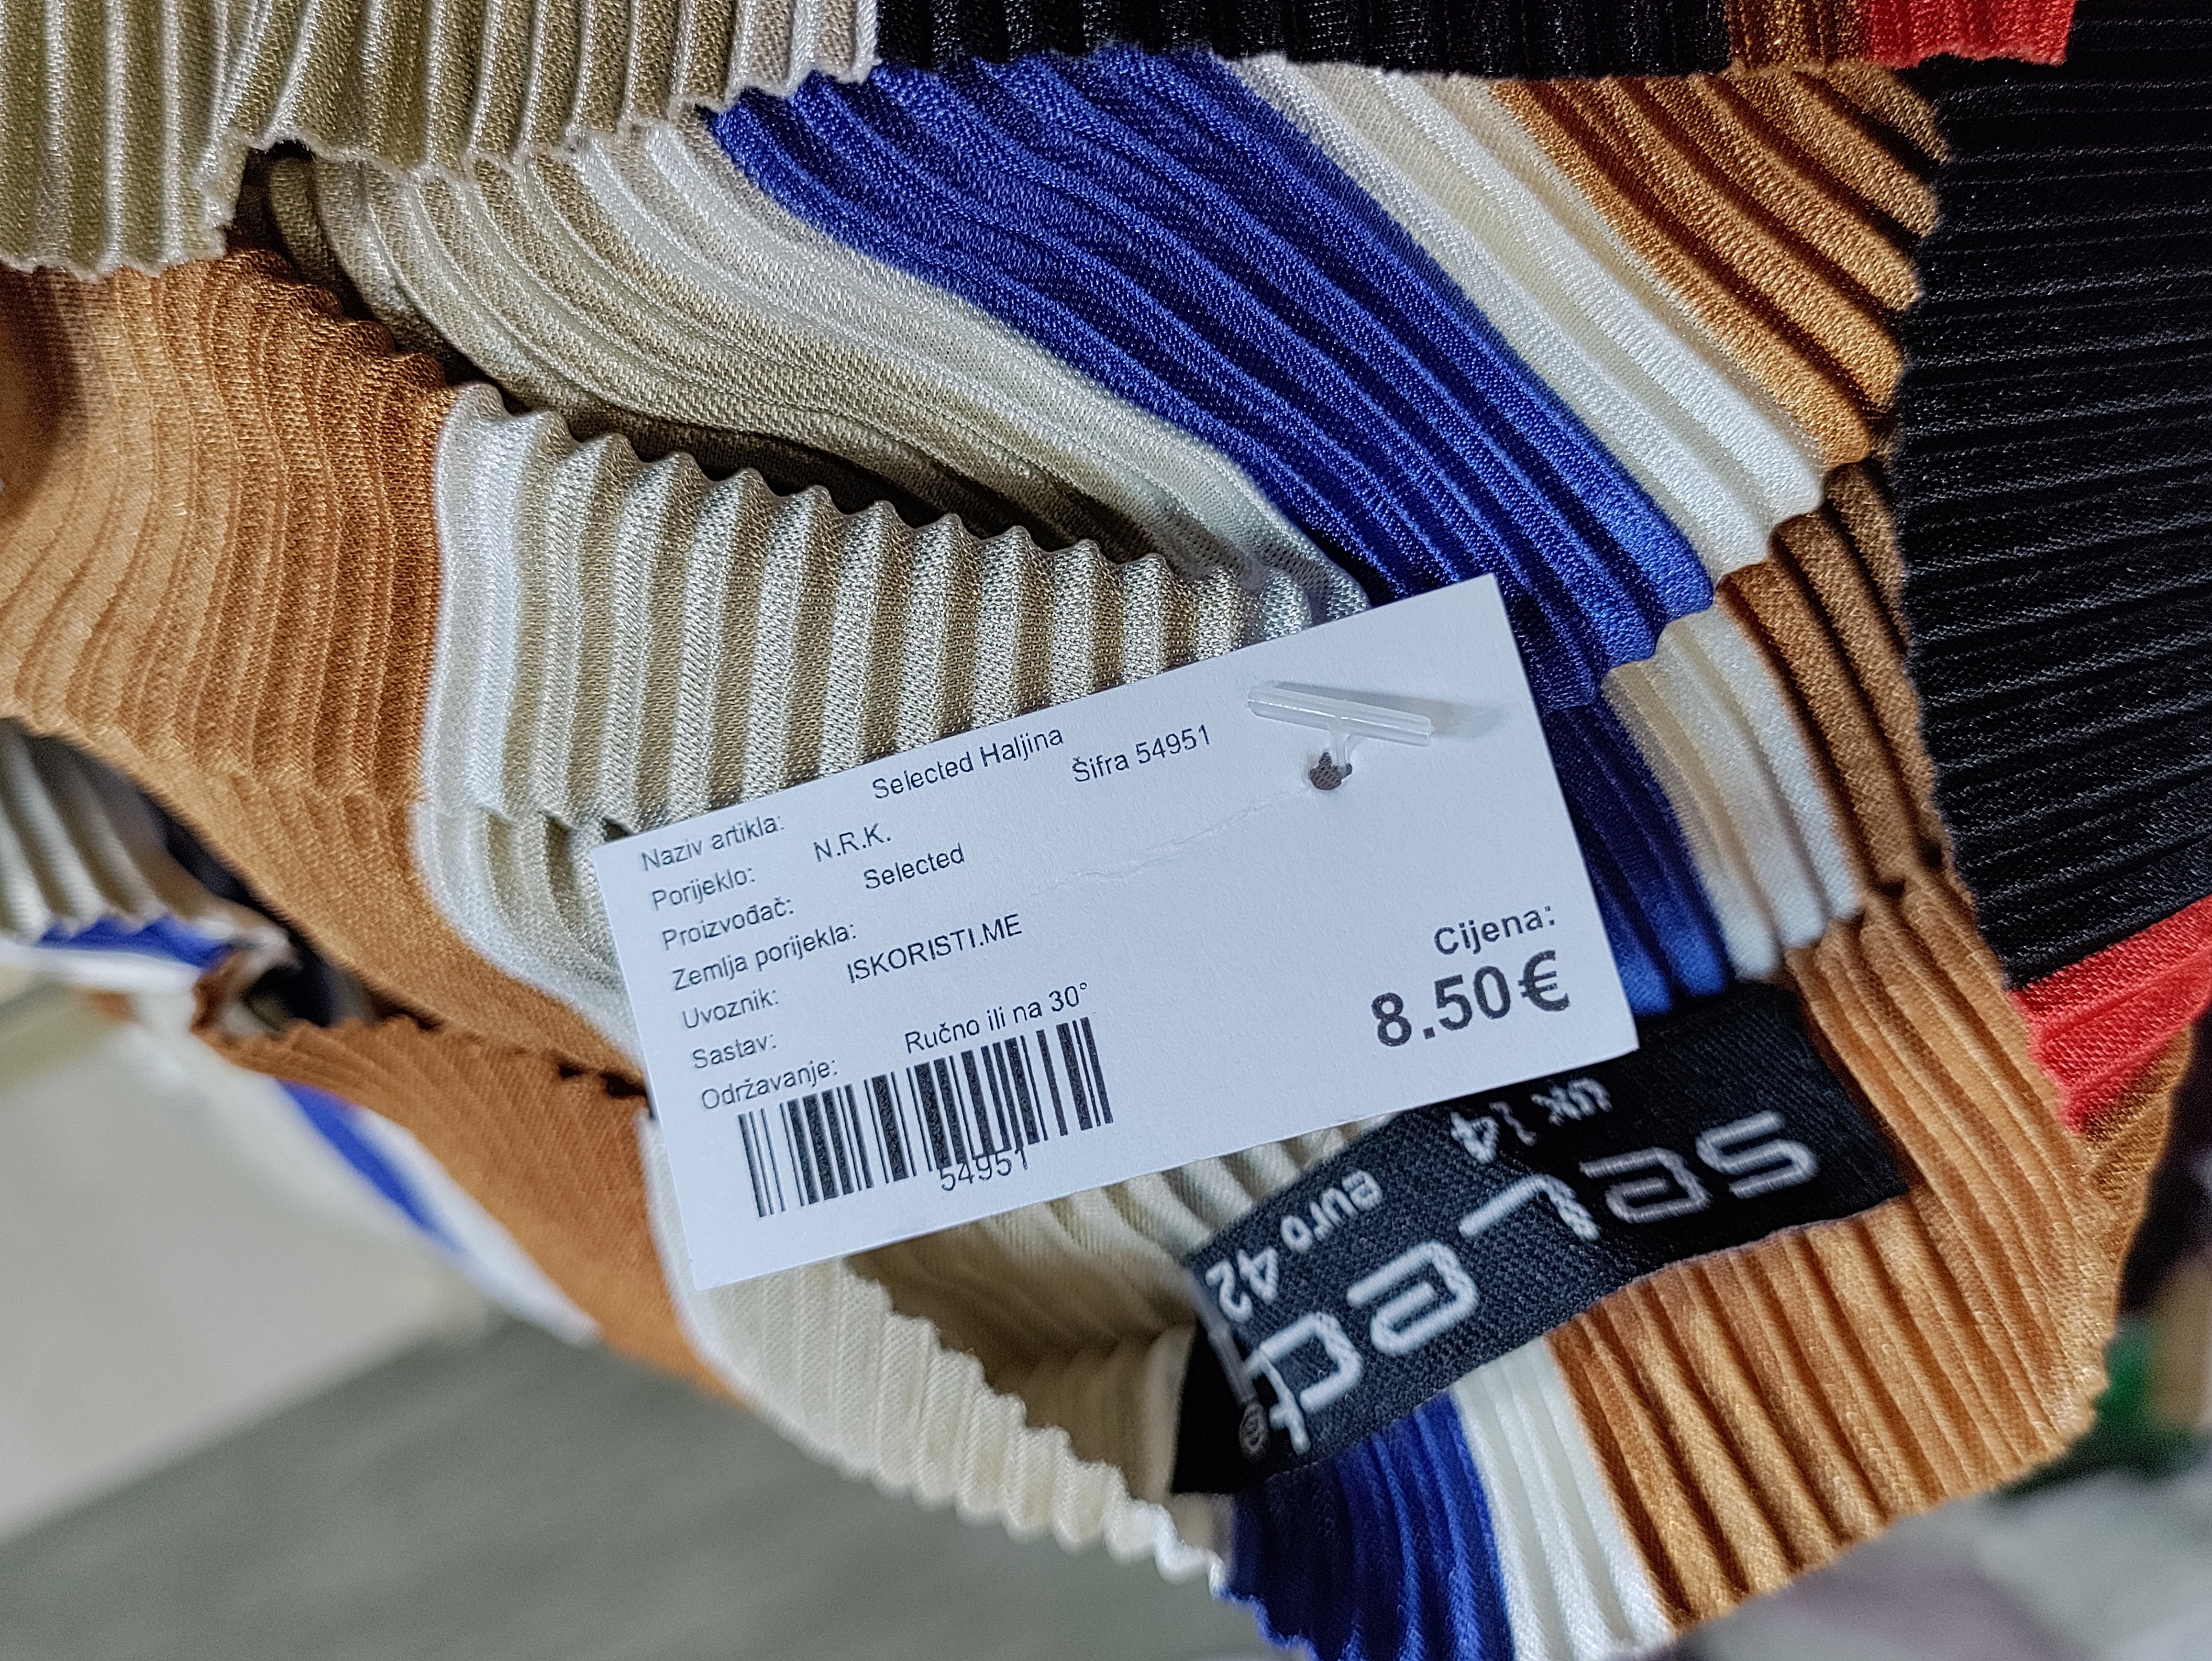 Naziv artikla: Selected Haljina
Porijeklo: N.R.K. Šifra 54951
Proizvođač: Selected
Zemlja porijekla:
Uvoznik: ISKORISTI.ME
Sastav:
Održavanje: Ručno ili na 30°
54951
Cijena:
8.50€
seLect®
euro 42
ux 14